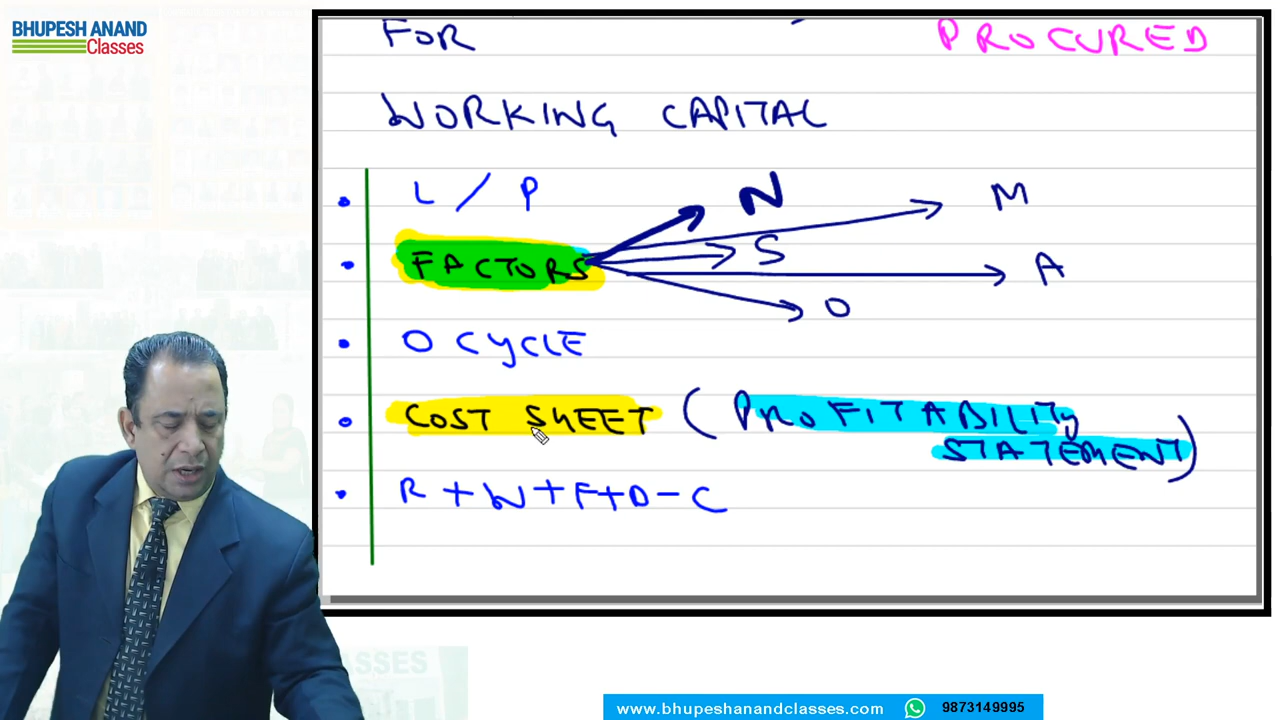 BHUPESH ANAND
Classes
FOR
PROCURED
WORKING CAPITAL
• L / P
N
M
• FACTORS
S
A
O
• O CYCLE
• COST SHEET (PROFITABILITY
STATEMENT)
• R + W + F + D - C
www.bhupeshanandclasses.com 9873149995